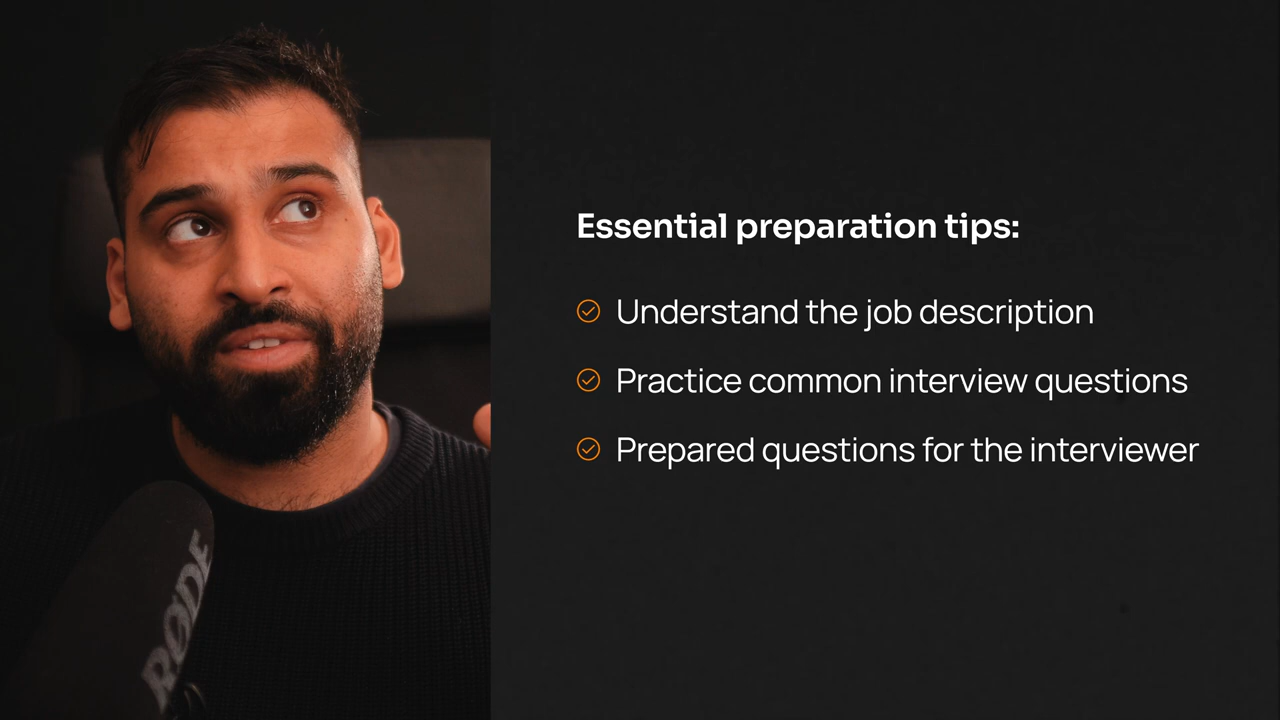 Essential preparation tips:
Understand the job description
Practice common interview questions
Prepared questions for the interviewer
RØDE